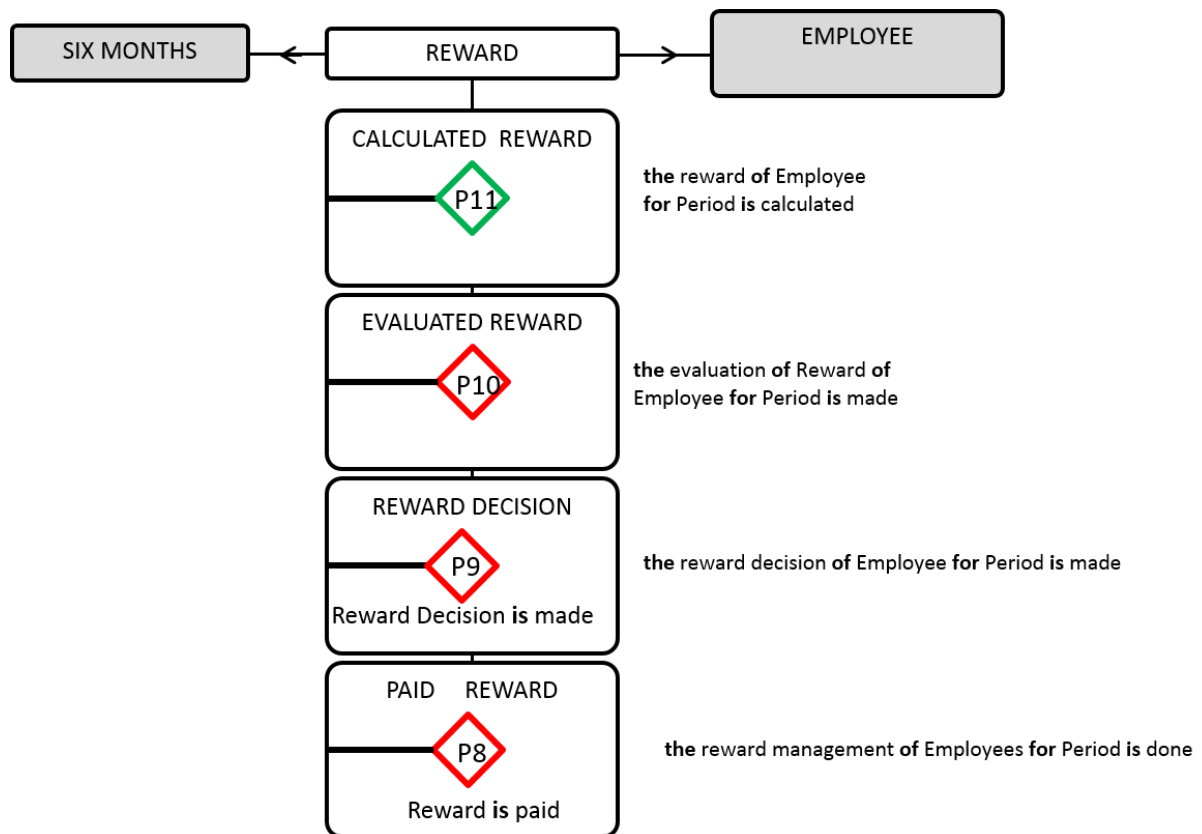 SIX MONTHS
REWARD
EMPLOYEE
CALCULATED REWARD
P11
the reward of Employee
for Period is calculated
EVALUATED REWARD
P10
the evaluation of Reward of
Employee for Period is made
REWARD DECISION
P9
the reward decision of Employee for Period is made
Reward Decision is made
PAID REWARD
P8
the reward management of Employees for Period is done
Reward is paid